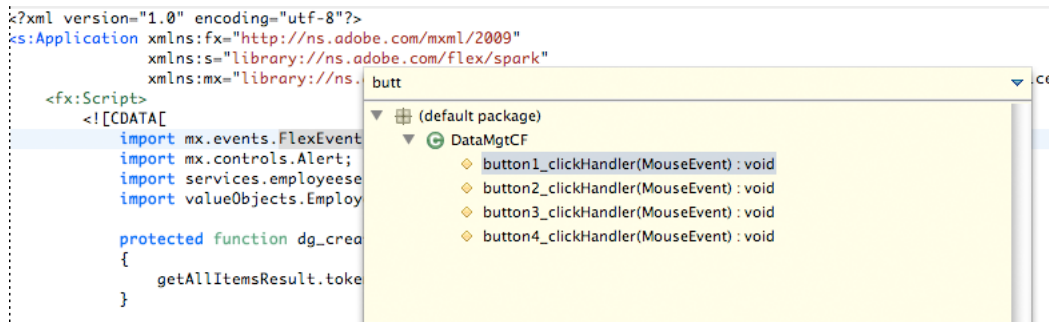 <?xml version="1.0" encoding="utf-8"?>
<s:Application xmlns:fx="http://ns.adobe.com/mxml/2009"
xmlns:s="library://ns.adobe.com/flex/spark"
xmlns:mx="library://ns.
butt
ce
<fx:Script>
<![CDATA[
(default package)
import mx.events.FlexEvent
DataMgtCF
import mx.controls.Alert;
button1_clickHandler(MouseEvent) : void
import services.employeese
button2_clickHandler(MouseEvent) : void
import valueObjects.Employ
button3_clickHandler(MouseEvent) : void
protected function dg_crea
button4_clickHandler(MouseEvent) : void
{
getAllItemsResult.toke
}